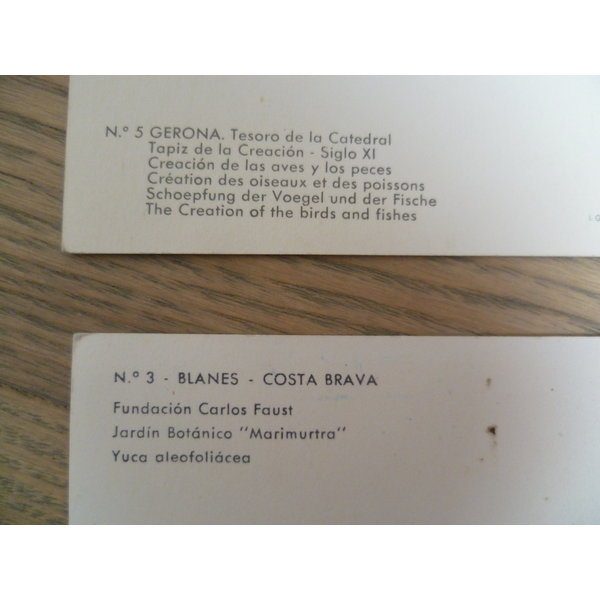 N.º 5 GERONA. Tesoro de la Catedral
Tapiz de la Creación - Siglo XI
Creación de las aves y los peces
Création des oiseaux et des poissons
Schoepfung der Voegel und der Fische
The Creation of the birds and fishes
N.º 3 - BLANES - COSTA BRAVA
Fundación Carlos Faust
Jardín Botánico "Marimurtra"
Yuca aleofoliácea